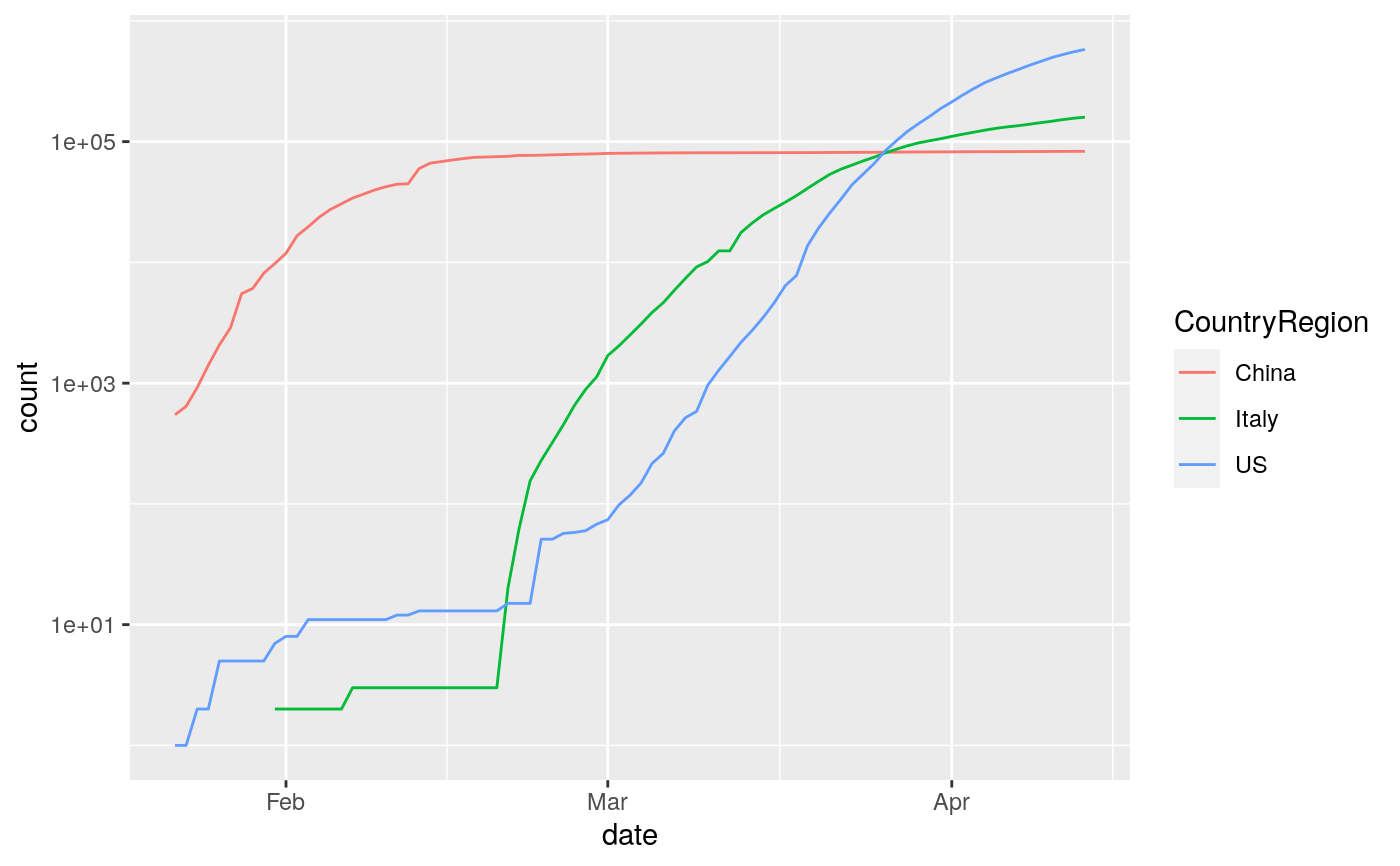 1e+05
1e+03
1e+01
count
Feb
Mar
Apr
date
CountryRegion
China
Italy
US